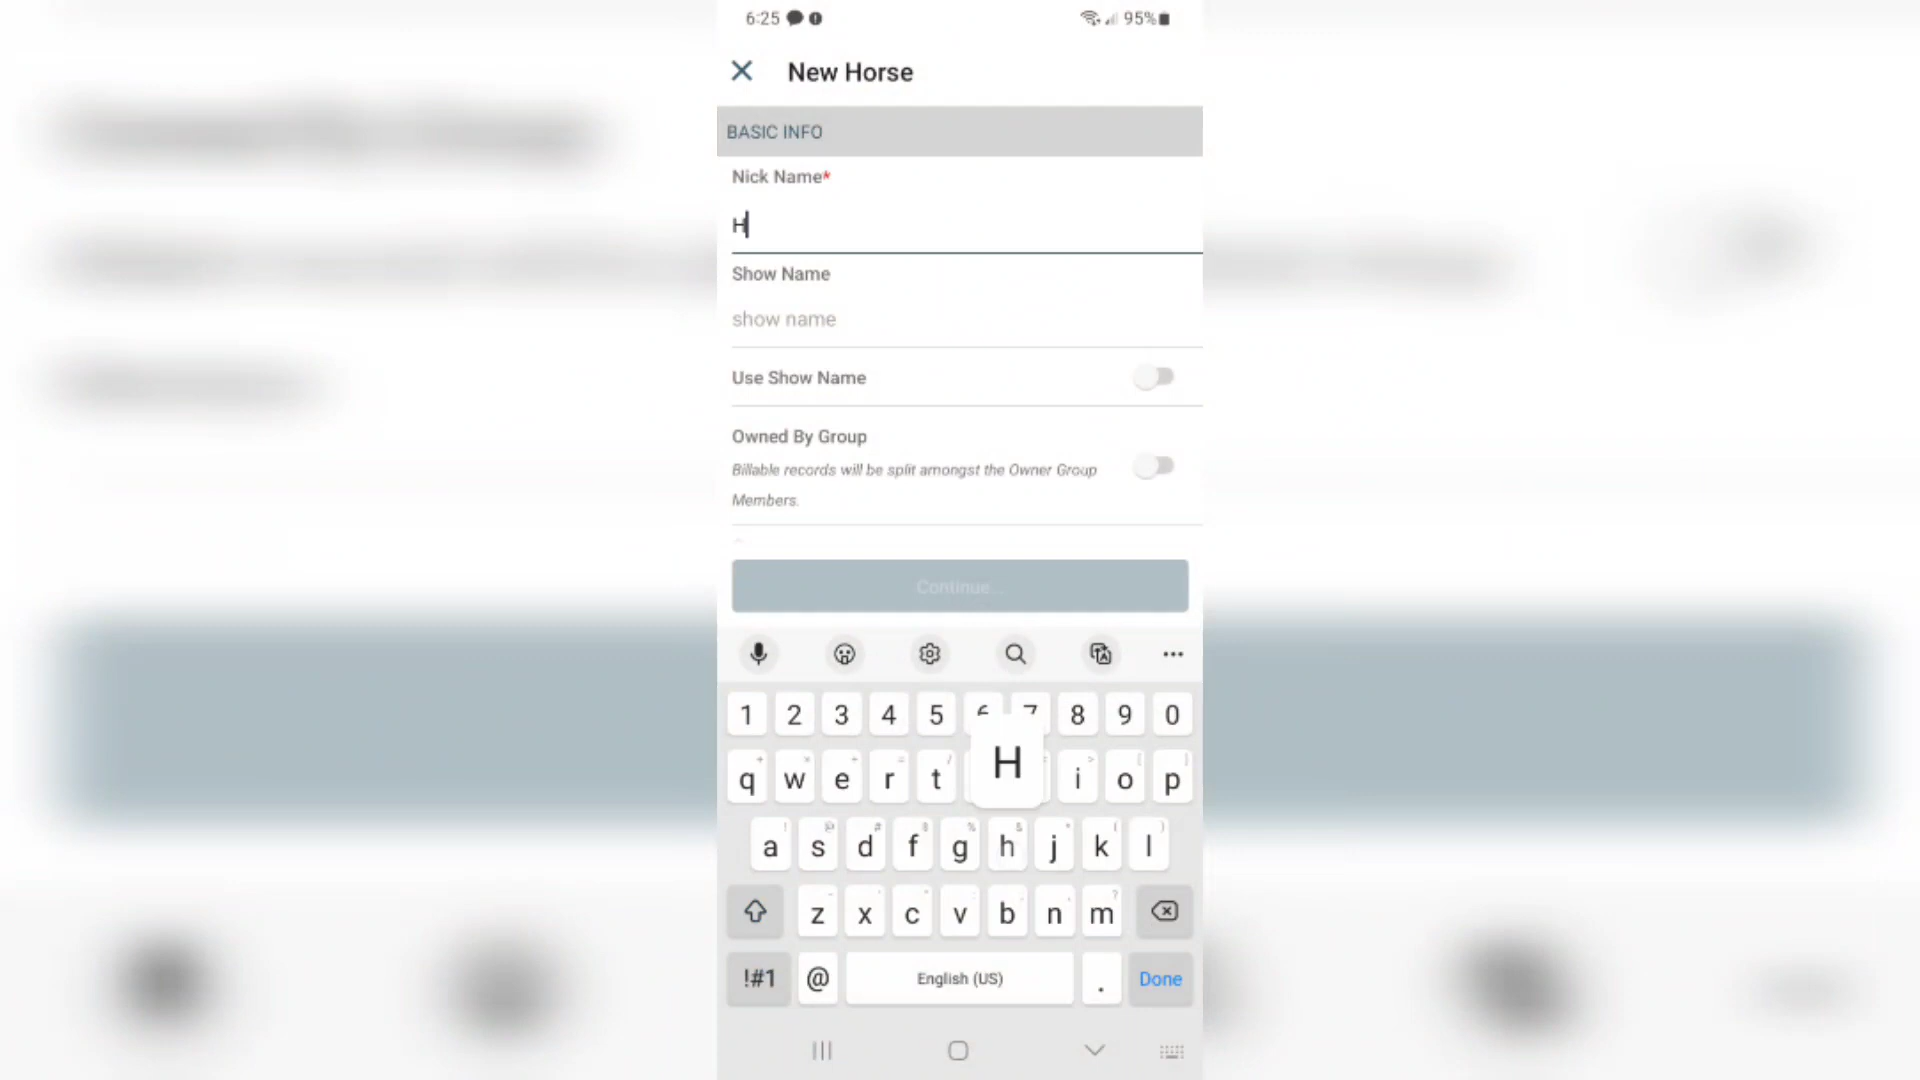 6:25 95%
New Horse
BASIC INFO
Nick Name*
H
Show Name
show name
Use Show Name
Owned By Group
Billable records will be split amongst the Owner Group
Members.
Continue...
1 2 3 4 5 6 7 8 9 0
H
q w e r t i o p
a s d f g h j k l
z x c v b n m
!#1 @ English (US) . Done